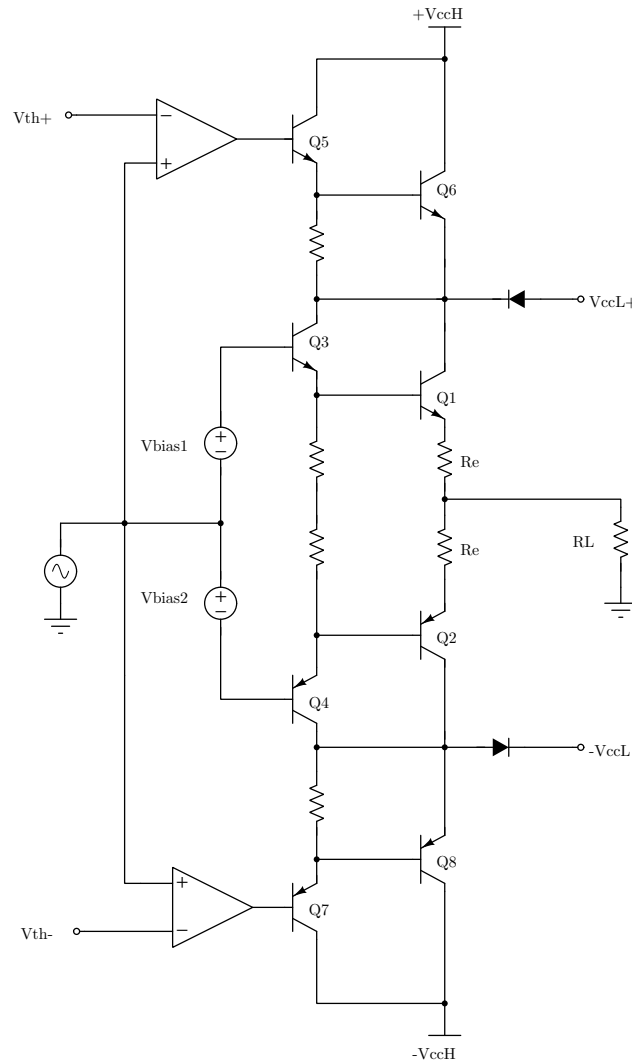 +VccH
Vth+
−
+
Q5
Q6
VccL+
Q3
Q1
Vbias1
+
−
Re
RL
Re
Vbias2
+
−
Q2
Q4
-VccL
Q8
+
−
Q7
Vth-
-VccH